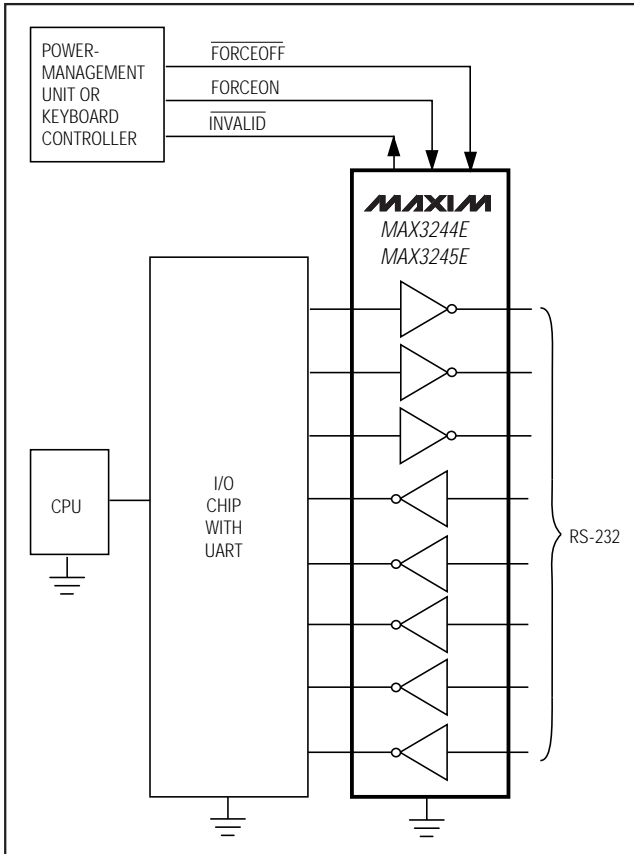 POWER-
MANAGEMENT
UNIT OR
KEYBOARD
CONTROLLER
FORCEOFF
FORCEON
INVALID
MAXIM
MAX3244E
MAX3245E
CPU
I/O
CHIP
WITH
UART
RS-232